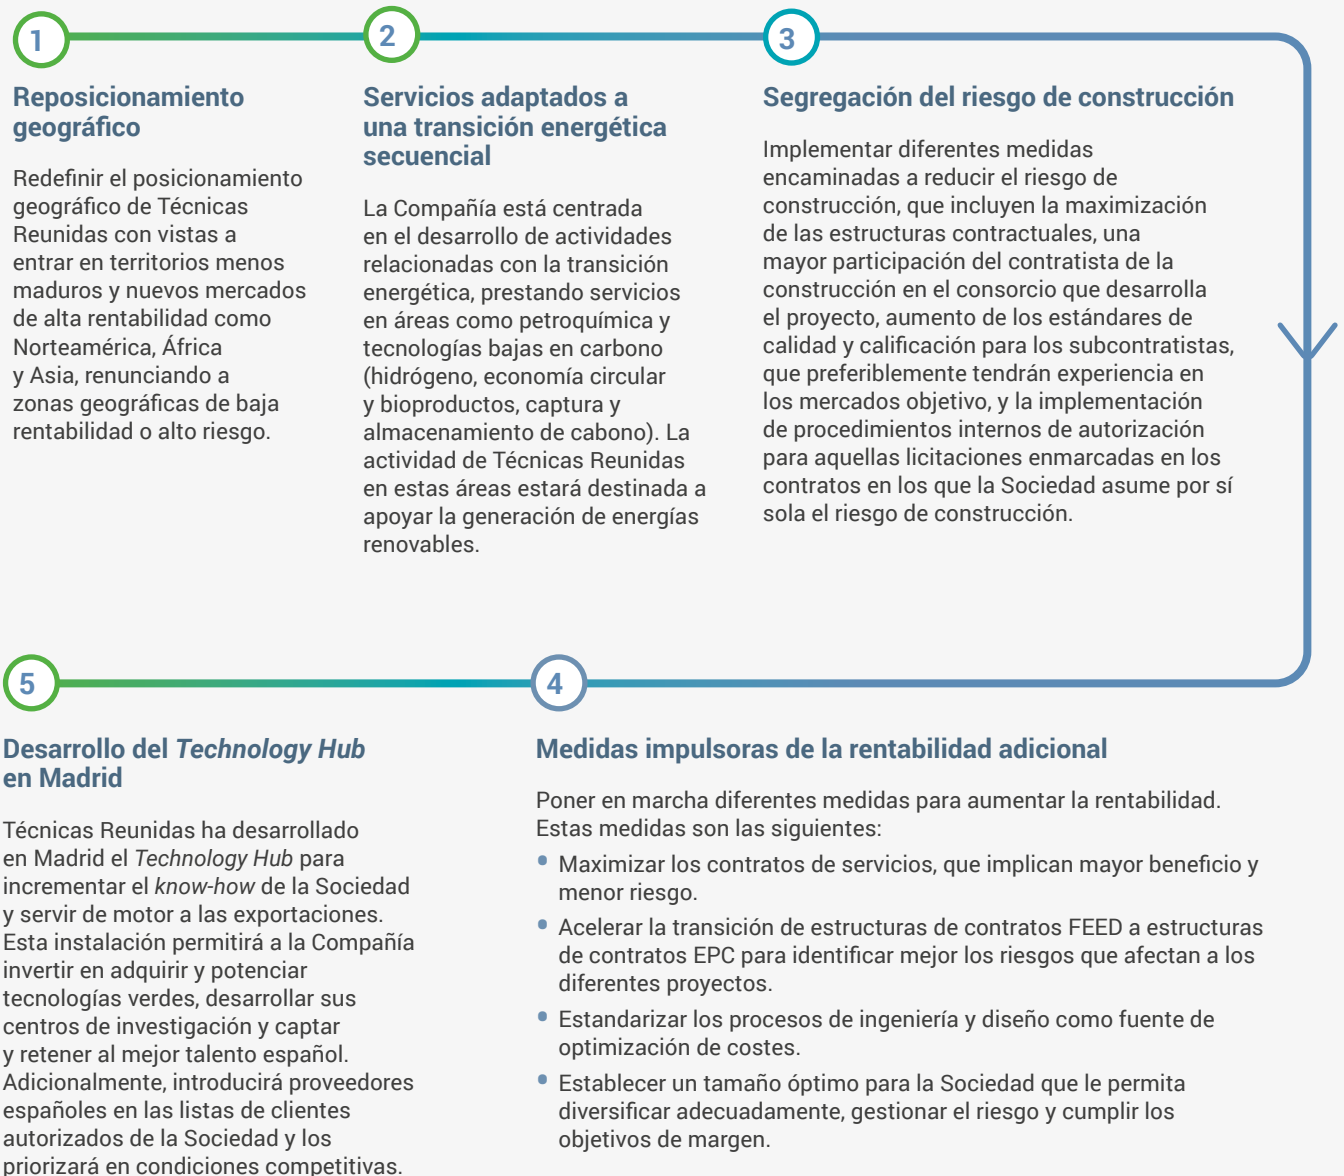 1
Reposicionamiento
geográfico
Redefinir el posicionamiento
geográfico de Técnicas
Reunidas con vistas a
entrar en territorios menos
maduros y nuevos mercados
de alta rentabilidad como
Norteamérica, África
y Asia, renunciando a
zonas geográficas de baja
rentabilidad o alto riesgo.
2
Servicios adaptados a
una transición energética
secuencial
La Compañía está centrada
en el desarrollo de actividades
relacionadas con la transición
energética, prestando servicios
en áreas como petroquímica y
tecnologías bajas en carbono
(hidrógeno, economía circular
y bioproductos, captura y
almacenamiento de cabono). La
actividad de Técnicas Reunidas
en estas áreas estará destinada a
apoyar la generación de energías
renovables.
3
Segregación del riesgo de construcción
Implementar diferentes medidas
encaminadas a reducir el riesgo de
construcción, que incluyen la maximización
de las estructuras contractuales, una
mayor participación del contratista de la
construcción en el consorcio que desarrolla
el proyecto, aumento de los estándares de
calidad y calificación para los subcontratistas,
que preferiblemente tendrán experiencia en
los mercados objetivo, y la implementación
de procedimientos internos de autorización
para aquellas licitaciones enmarcadas en los
contratos en los que la Sociedad asume por sí
sola el riesgo de construcción.
4
Medidas impulsoras de la rentabilidad adicional
Poner en marcha diferentes medidas para aumentar la rentabilidad.
Estas medidas son las siguientes:
• Maximizar los contratos de servicios, que implican mayor beneficio y
menor riesgo.
• Acelerar la transición de estructuras de contratos FEED a estructuras
de contratos EPC para identificar mejor los riesgos que afectan a los
diferentes proyectos.
• Estandarizar los procesos de ingeniería y diseño como fuente de
optimización de costes.
• Establecer un tamaño óptimo para la Sociedad que le permita
diversificar adecuadamente, gestionar el riesgo y cumplir los
objetivos de margen.
5
Desarrollo del Technology Hub
en Madrid
Técnicas Reunidas ha desarrollado
en Madrid el Technology Hub para
incrementar el know-how de la Sociedad
y servir de motor a las exportaciones.
Esta instalación permitirá a la Compañía
invertir en adquirir y potenciar
tecnologías verdes, desarrollar sus
centros de investigación y captar
y retener al mejor talento español.
Adicionalmente, introducirá proveedores
españoles en las listas de clientes
autorizados de la Sociedad y los
priorizará en condiciones competitivas.